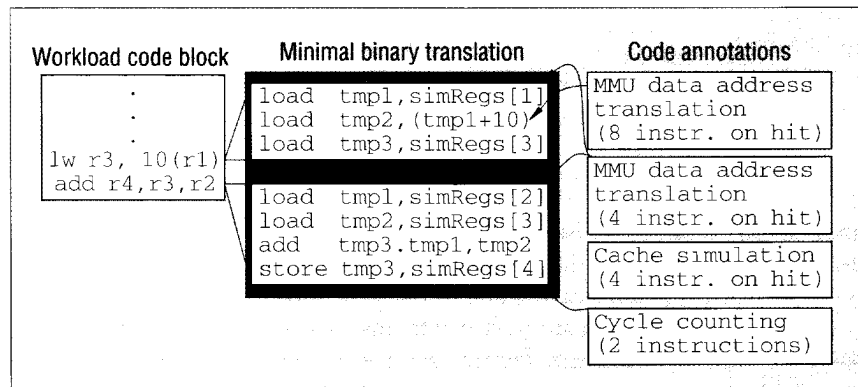 Workload code block
Minimal binary translation
Code annotations
.
.
.
lw r3, 10(r1)
add r4,r3,r2
load tmp1,simRegs[1]
load tmp2,(tmp1+10)
load tmp3,simRegs[3]
load tmp1,simRegs[2]
load tmp2,simRegs[3]
add tmp3.tmp1,tmp2
store tmp3,simRegs[4]
MMU data address
translation
(8 instr. on hit)
MMU data address
translation
(4 instr. on hit)
Cache simulation
(4 instr. on hit)
Cycle counting
(2 instructions)